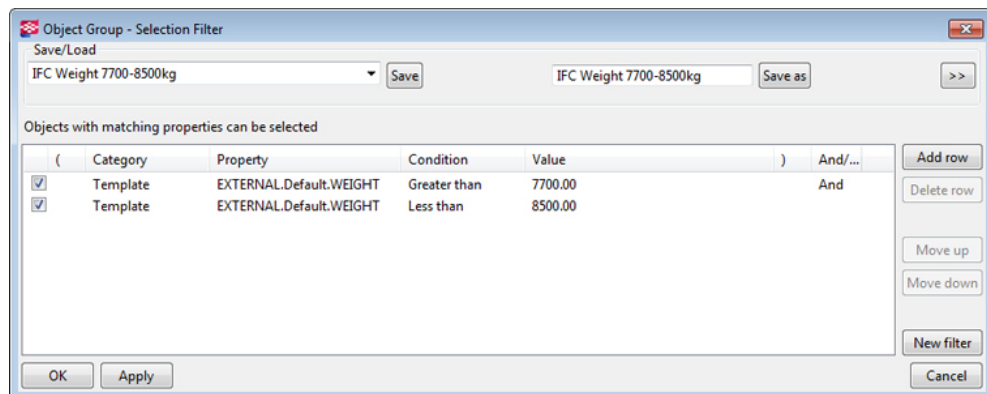 Object Group - Selection Filter
Save/Load
IFC Weight 7700-8500kg Save IFC Weight 7700-8500kg Save as >>
Objects with matching properties can be selected
( Category Property Condition Value ) And/...
Template EXTERNAL.Default.WEIGHT Greater than 7700.00 And
Template EXTERNAL.Default.WEIGHT Less than 8500.00
Add row
Delete row
Move up
Move down
New filter
OK Apply Cancel